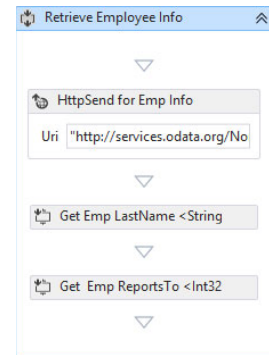 Retrieve Employee Info
HttpSend for Emp Info
Uri "http://services.odata.org/No
Get Emp LastName <String
Get Emp ReportsTo <Int32